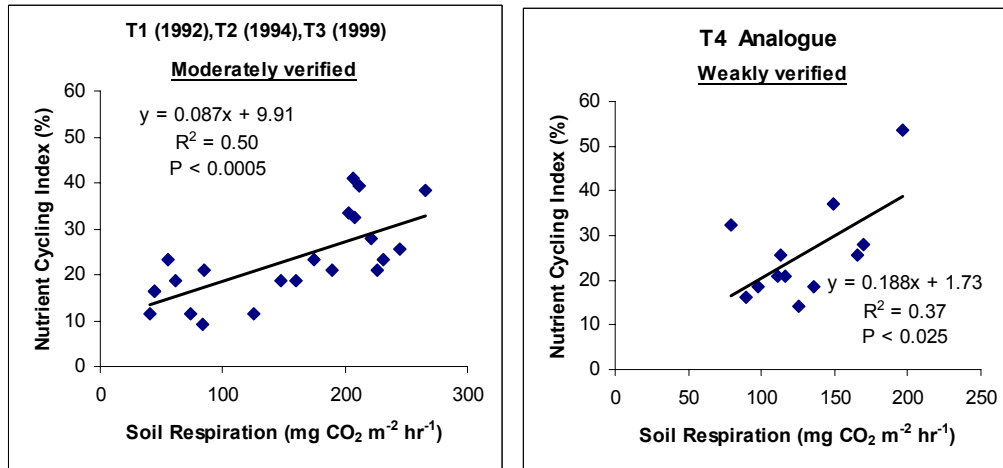 T1 (1992),T2 (1994),T3 (1999)
Moderately verified
Nutrient Cycling Index (%)
60
50
40
30
20
10
0
y = 0.087x + 9.91
R² = 0.50
P < 0.0005
0 100 200 300
Soil Respiration (mg CO₂ m⁻² hr⁻¹)
T4 Analogue
Weakly verified
Nutrient Cycling Index (%)
60
50
40
30
20
10
0
y = 0.188x + 1.73
R² = 0.37
P < 0.025
0 50 100 150 200 250
Soil Respiration (mg CO₂ m⁻² hr⁻¹)